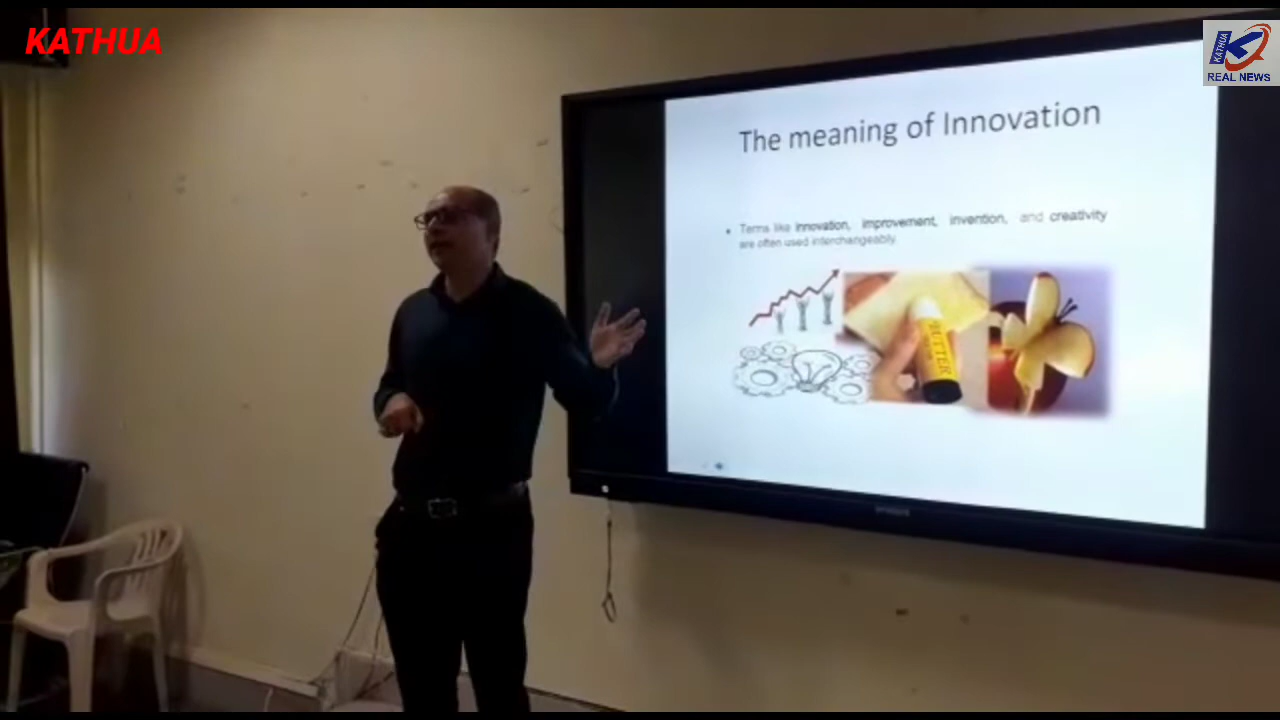 KATHUA
KATHUA
REAL NEWS
The meaning of Innovation
• Terms like innovation, improvement, invention, and creativity
are often used interchangeably
BUTTER